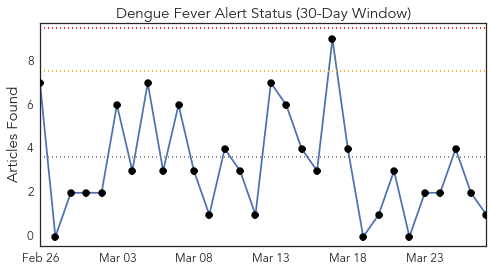 Dengue Fever Alert Status (30-Day Window)
Articles Found
8
6
4
2
0
Feb 26 Mar 03 Mar 08 Mar 13 Mar 18 Mar 23